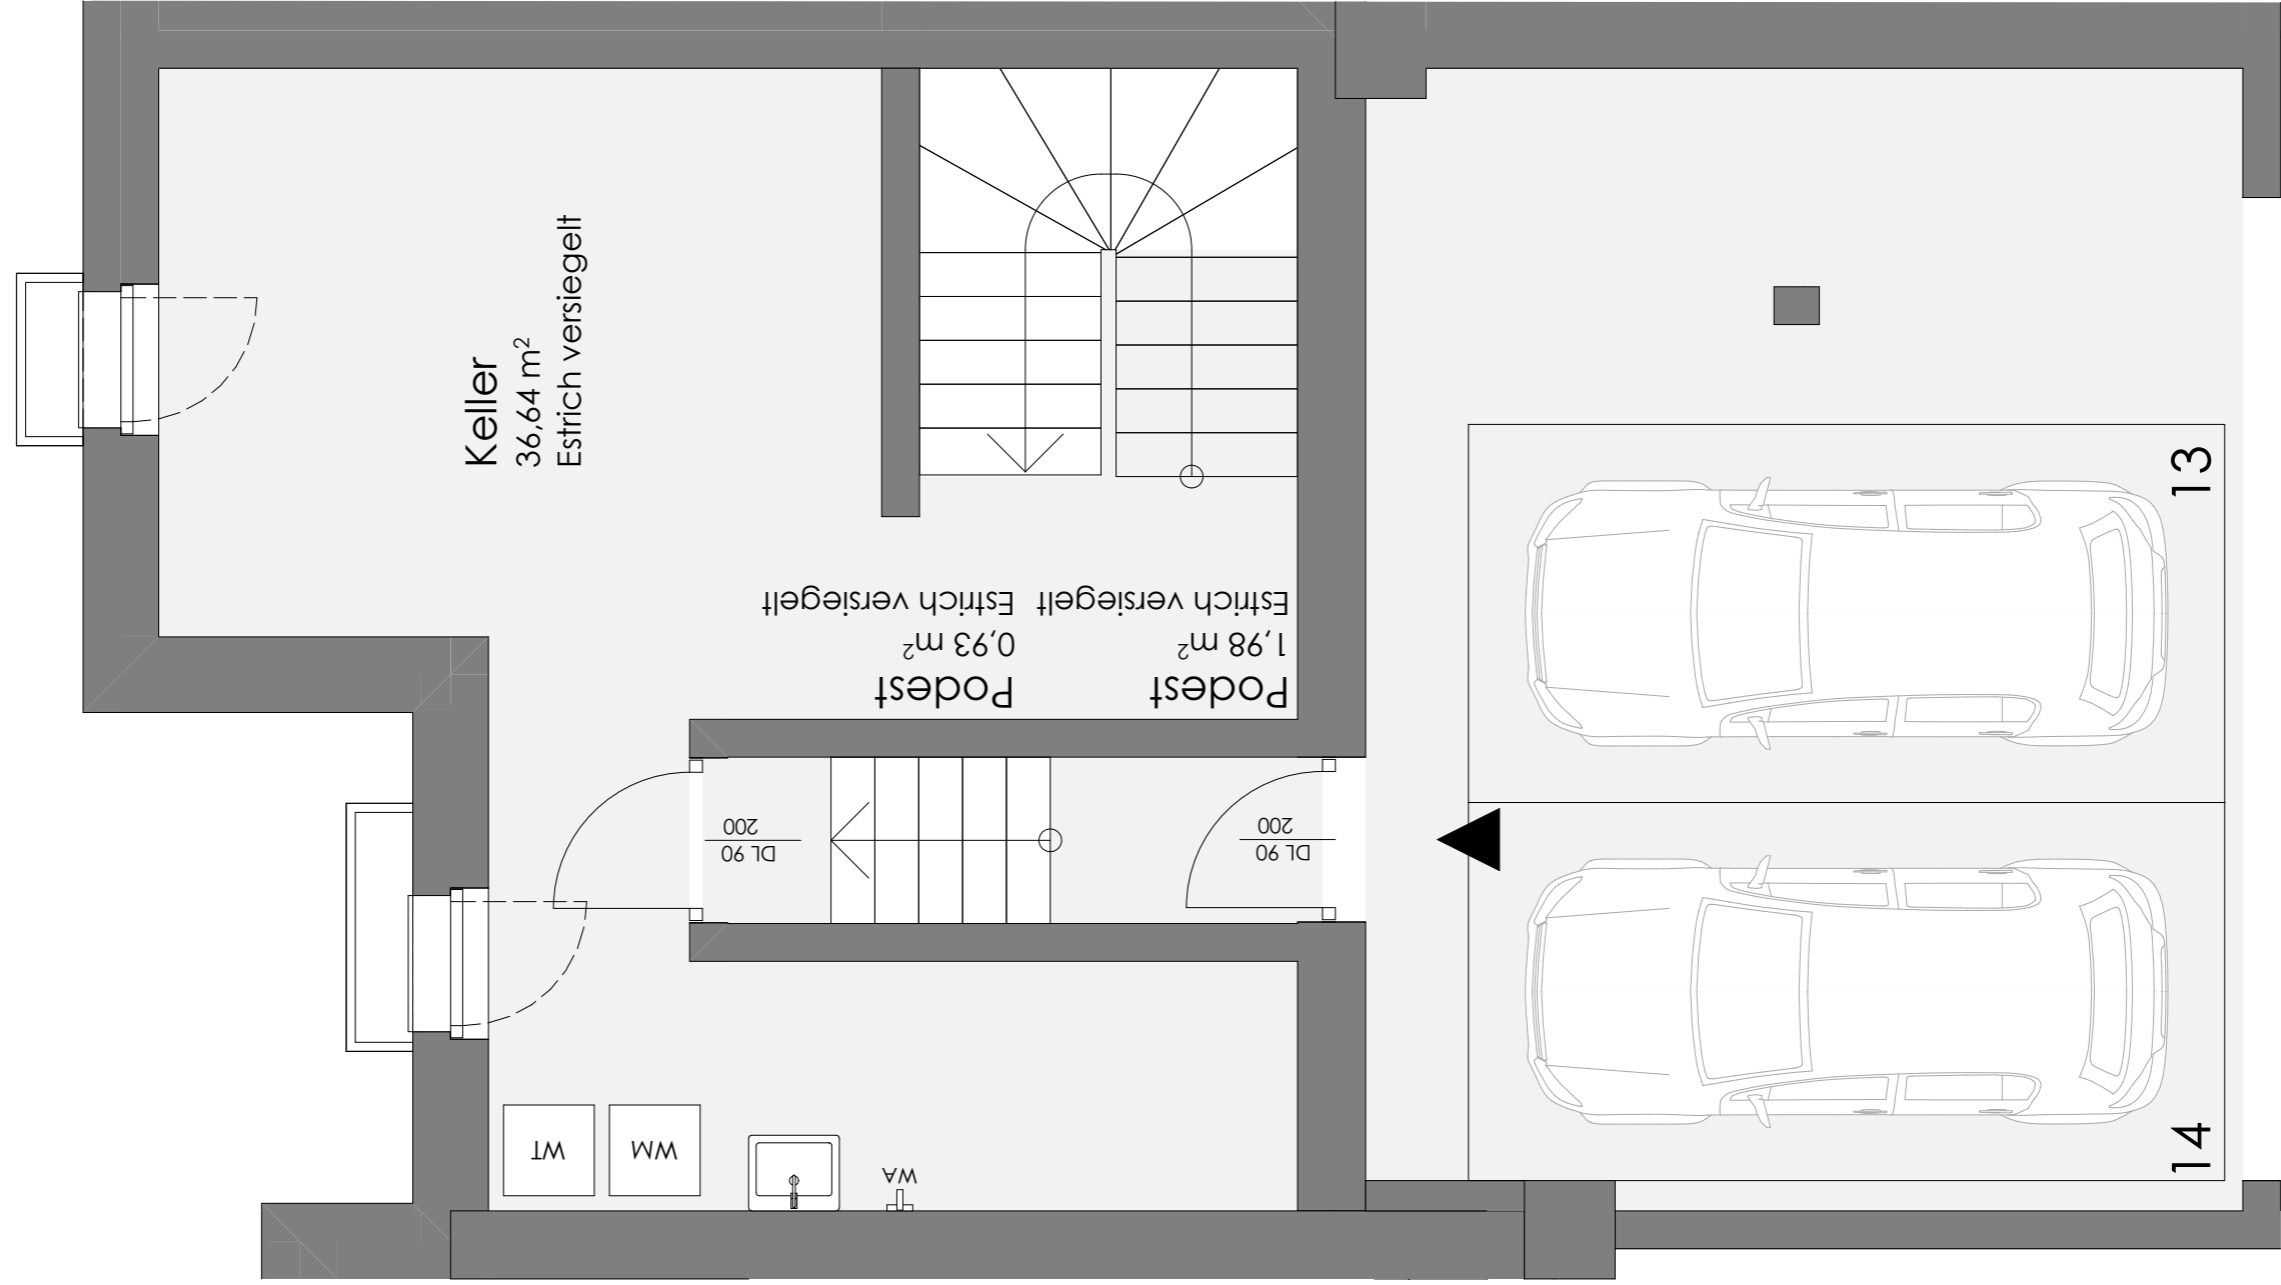 Keller
36,64 m²
Estrich versiegelt
Podest
0,93 m²
Estrich versiegelt
Podest
1,98 m²
Estrich versiegelt
DL 90
200
DL 90
200
13
14
WT
WM
WA